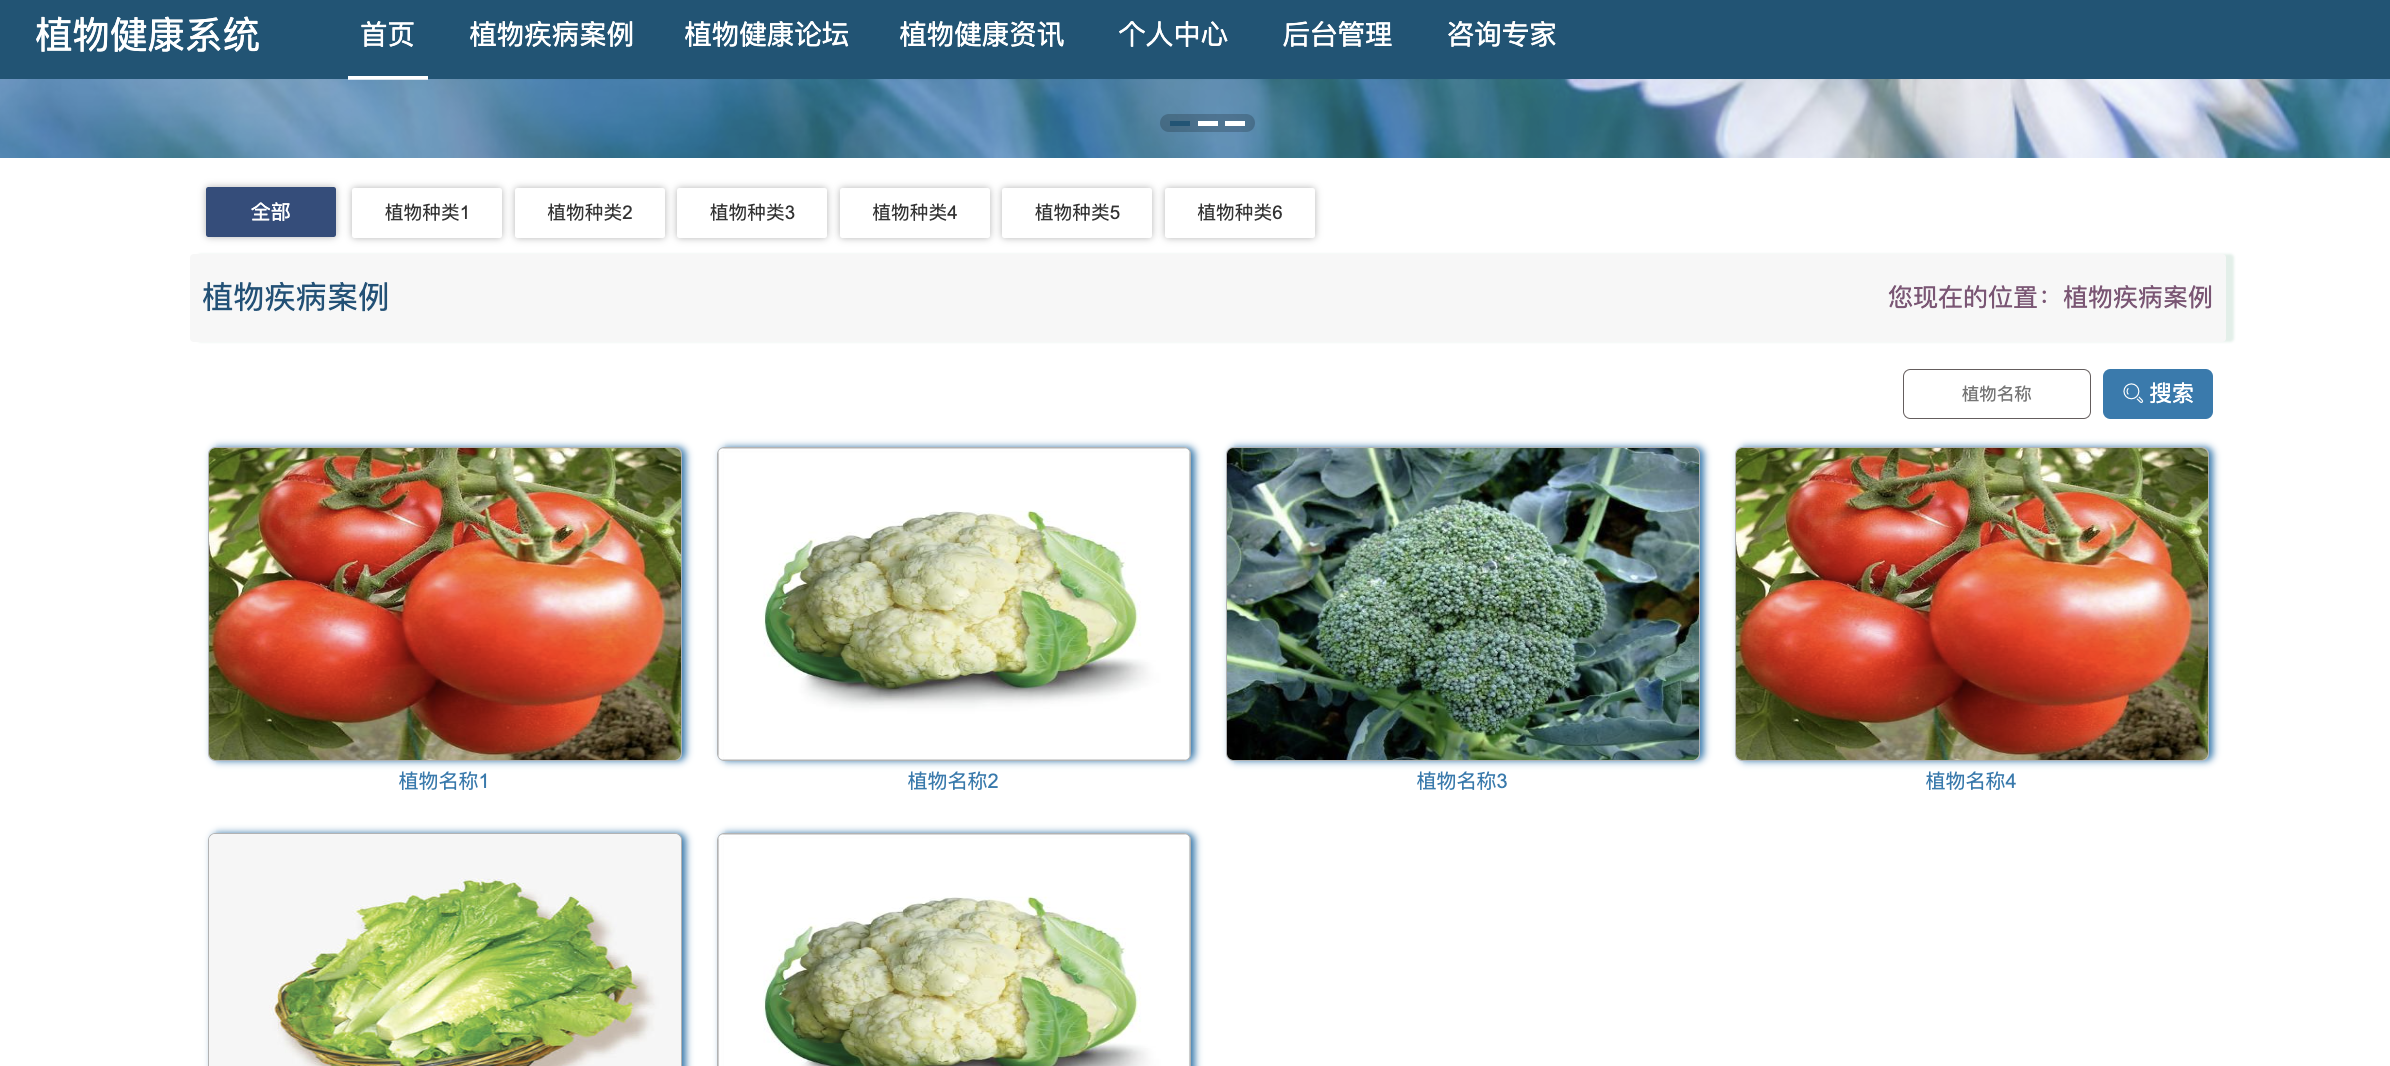 植物健康系统 首页 植物疾病案例 植物健康论坛 植物健康资讯 个人中心 后台管理 咨询专家
全部 植物种类1 植物种类2 植物种类3 植物种类4 植物种类5 植物种类6
植物疾病案例 您现在的位置：植物疾病案例
植物名称 搜索
植物名称1 植物名称2 植物名称3 植物名称4